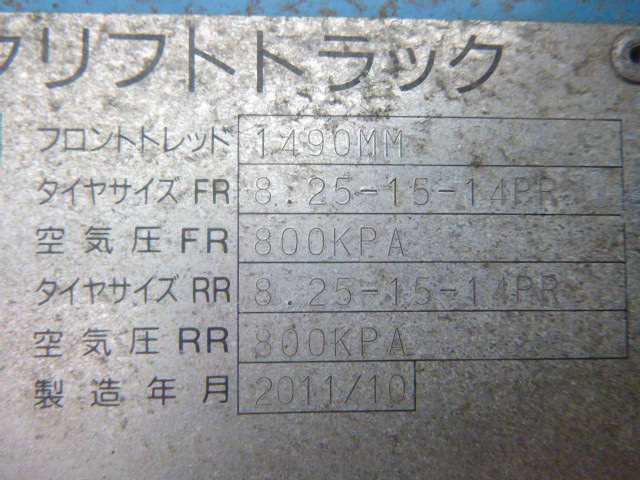 クリフトトラック
フロントトレッド 1490MM
タイヤサイズ FR 8.25-15-14PR
空気圧 FR 800KPA
タイヤサイズ RR 8.25-15-14PR
空気圧 RR 800KPA
製造年月 2011/10